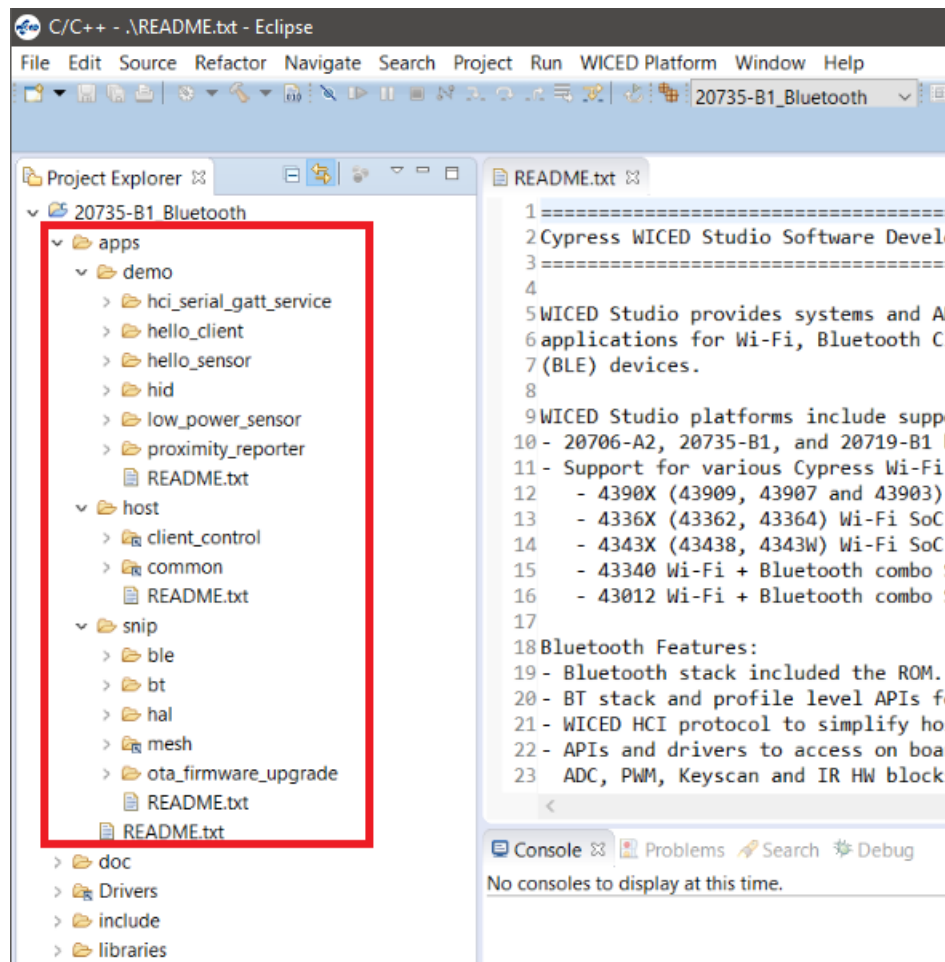 C/C++ - .\README.txt - Eclipse
File Edit Source Refactor Navigate Search Project Run WICED Platform Window Help
20735-B1_Bluetooth
Project Explorer
20735-B1_Bluetooth
apps
demo
hci_serial_gatt_service
hello_client
hello_sensor
hid
low_power_sensor
proximity_reporter
README.txt
host
client_control
common
README.txt
snip
ble
bt
hal
mesh
ota_firmware_upgrade
README.txt
README.txt
doc
Drivers
include
libraries
README.txt
1 ===================================
2 Cypress WICED Studio Software Devel
3 ===================================
4
5 WICED Studio provides systems and A
6 applications for Wi-Fi, Bluetooth C
7 (BLE) devices.
8
9 WICED Studio platforms include supp
10 - 20706-A2, 20735-B1, and 20719-B1
11 - Support for various Cypress Wi-Fi
12 - 4390X (43909, 43907 and 43903)
13 - 4336X (43362, 43364) Wi-Fi SoC
14 - 4343X (43438, 4343W) Wi-Fi SoC
15 - 43340 Wi-Fi + Bluetooth combo
16 - 43012 Wi-Fi + Bluetooth combo
17
18 Bluetooth Features:
19 - Bluetooth stack included the ROM.
20 - BT stack and profile level APIs f
21 - WICED HCI protocol to simplify ho
22 - APIs and drivers to access on boa
23 ADC, PWM, Keyscan and IR HW block
Console Problems Search Debug
No consoles to display at this time.